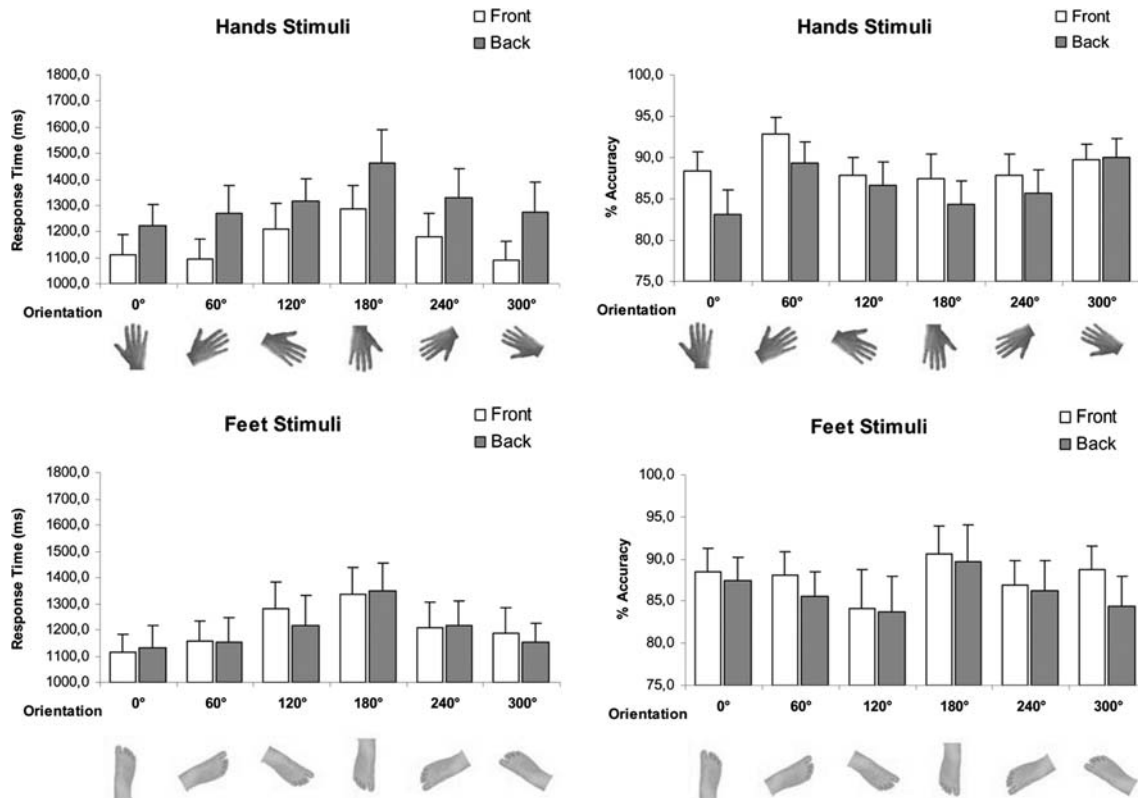 Hands Stimuli
Front
Back
Response Time (ms)
1800,0
1700,0
1600,0
1500,0
1400,0
1300,0
1200,0
1100,0
1000,0
0° 60° 120° 180° 240° 300°
Orientation
Hands Stimuli
Front
Back
% Accuracy
100,0
95,0
90,0
85,0
80,0
75,0
0° 60° 120° 180° 240° 300°
Orientation
Feet Stimuli
Front
Back
Response Time (ms)
1800,0
1700,0
1600,0
1500,0
1400,0
1300,0
1200,0
1100,0
1000,0
0° 60° 120° 180° 240° 300°
Orientation
Feet Stimuli
Front
Back
% Accuracy
100,0
95,0
90,0
85,0
80,0
75,0
0° 60° 120° 180° 240° 300°
Orientation